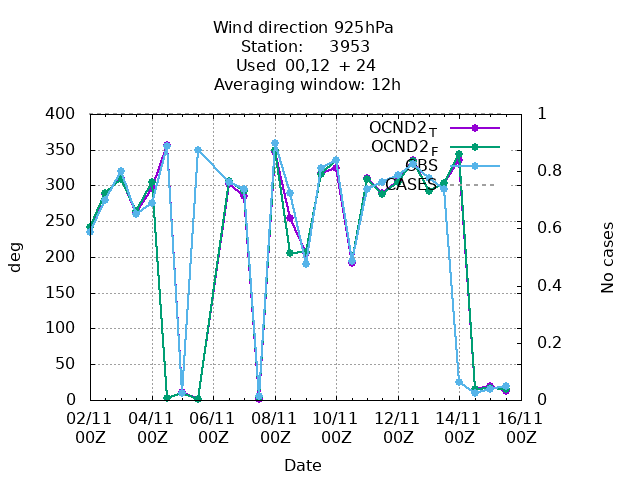 Wind direction 925hPa
Station: 3953
Used 00,12 + 24
Averaging window: 12h
400 1
OCND2 T
350 OCND2 F
OBS 0.8
300 CASES
250
0.6
200
150 0.4
100
0.2
50
0 0
deg
No cases
02/11 04/11 06/11 08/11 10/11 12/11 14/11 16/11
00Z 00Z 00Z 00Z 00Z 00Z 00Z 00Z
Date